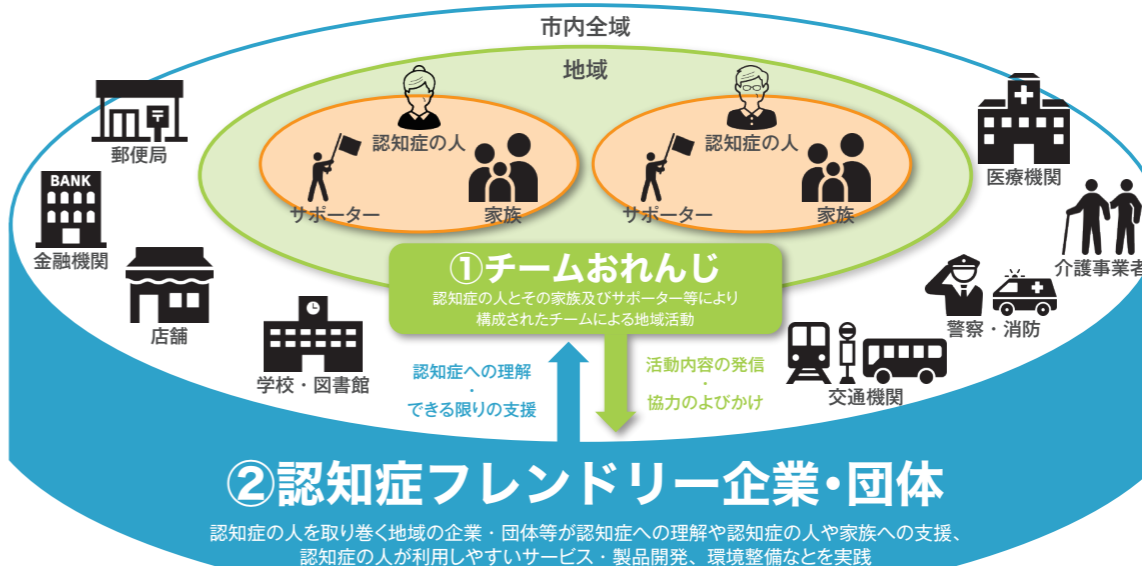 市内全域
地域
認知症の人
サポーター
家族
認知症の人
サポーター
家族
郵便局
BANK
金融機関
店舗
学校・図書館
医療機関
介護事業者
警察・消防
交通機関
①チームおれんじ
認知症の人とその家族及びサポーター等により
構成されたチームによる地域活動
認知症への理解
・
できる限りの支援
活動内容の発信
・
協力のよびかけ
②認知症フレンドリー企業・団体
認知症の人を取り巻く地域の企業・団体等が認知症への理解や認知症の人や家族への支援、
認知症の人が利用しやすいサービス・製品開発、環境整備などを実践